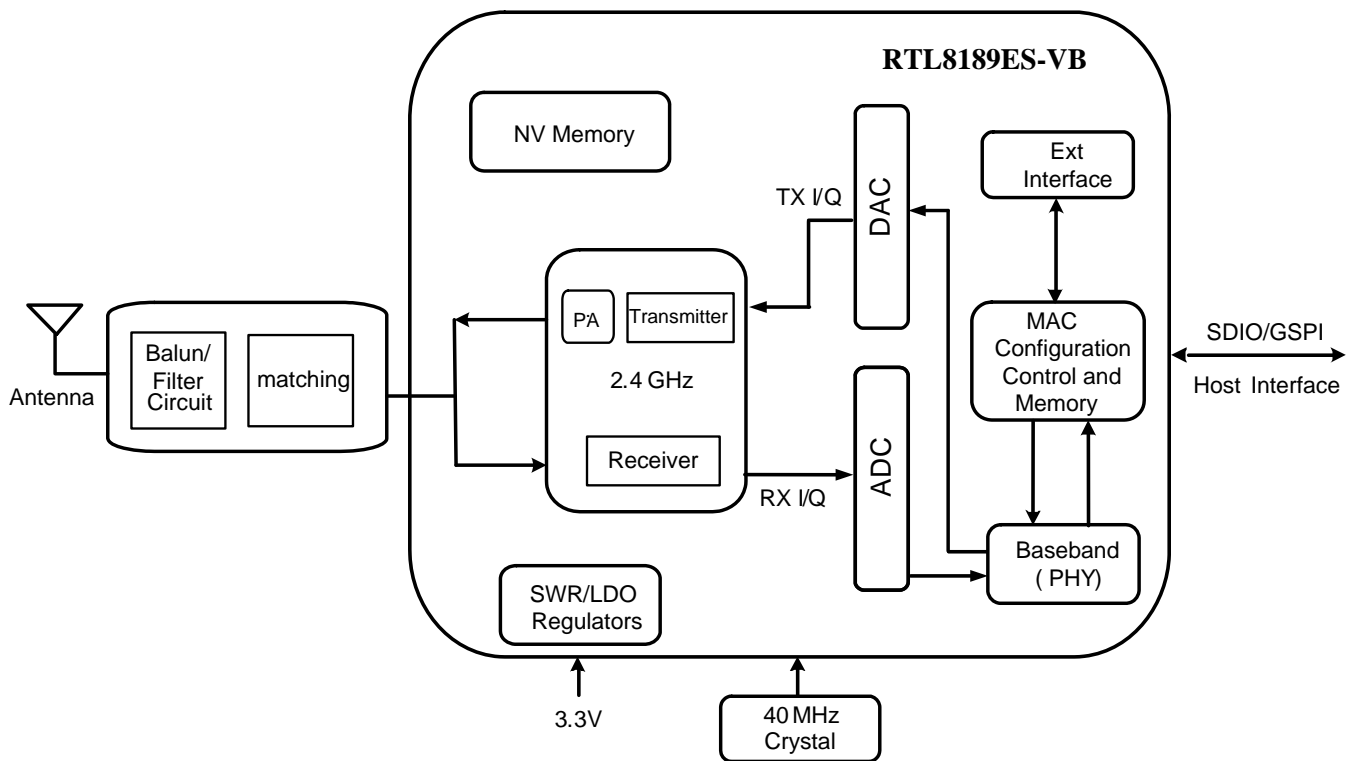 RTL8189ES-VB
NV Memory
Ext
Interface
TX I/Q
DAC
PA
Transmitter
2.4 GHz
Receiver
MAC
Configuration
Control and
Memory
SDIO/GSPI
Host Interface
Antenna
Balun/
Filter
Circuit
matching
RX I/Q
ADC
Baseband
( PHY)
SWR/LDO
Regulators
3.3V
40 MHz
Crystal